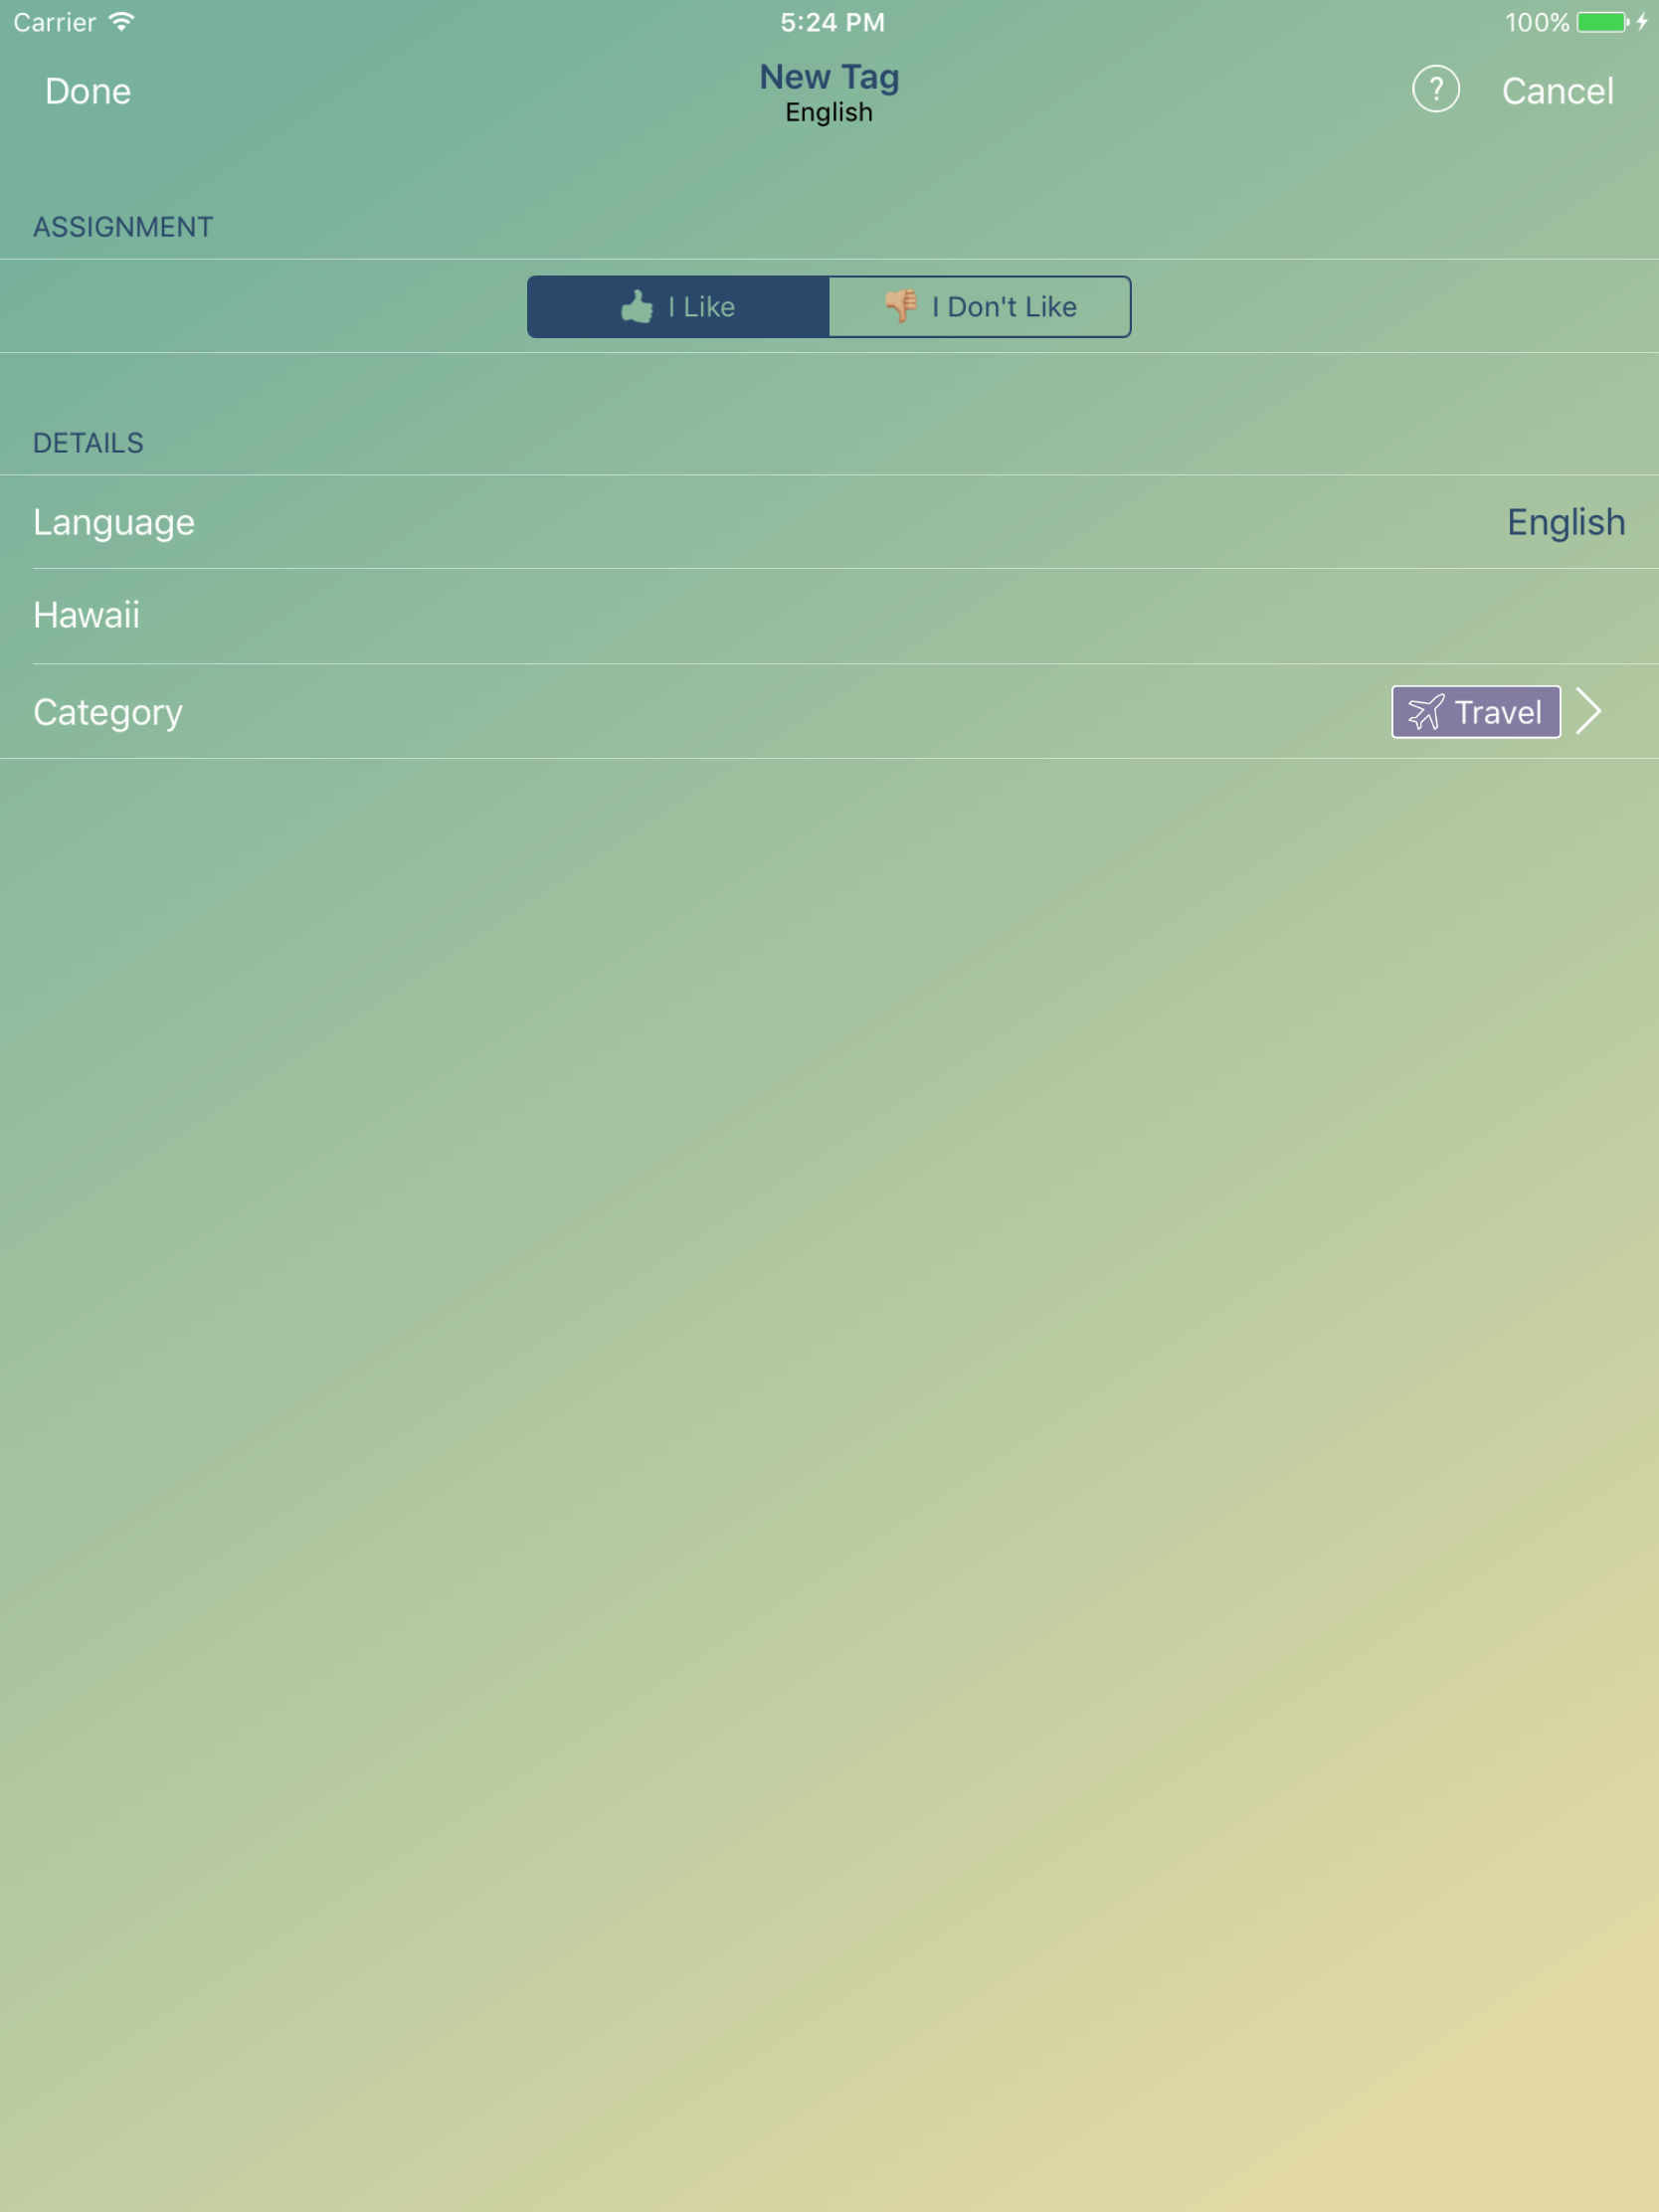 Carrier 5:24 PM 100%
Done New Tag ? Cancel
English
ASSIGNMENT
I Like I Don't Like
DETAILS
Language English
Hawaii
Category Travel